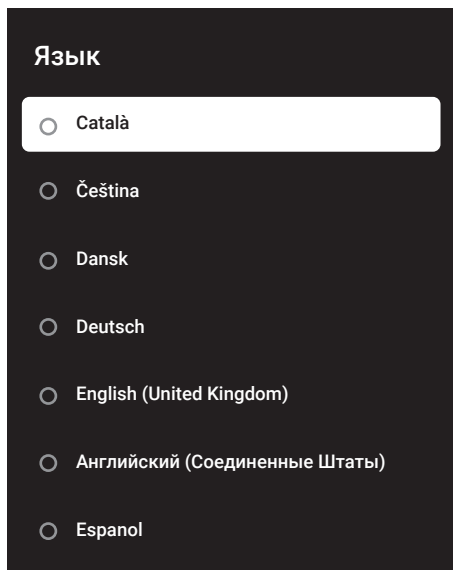 Язык
Català
Čeština
Dansk
Deutsch
English (United Kingdom)
Английский (Соединенные Штаты)
Espanol